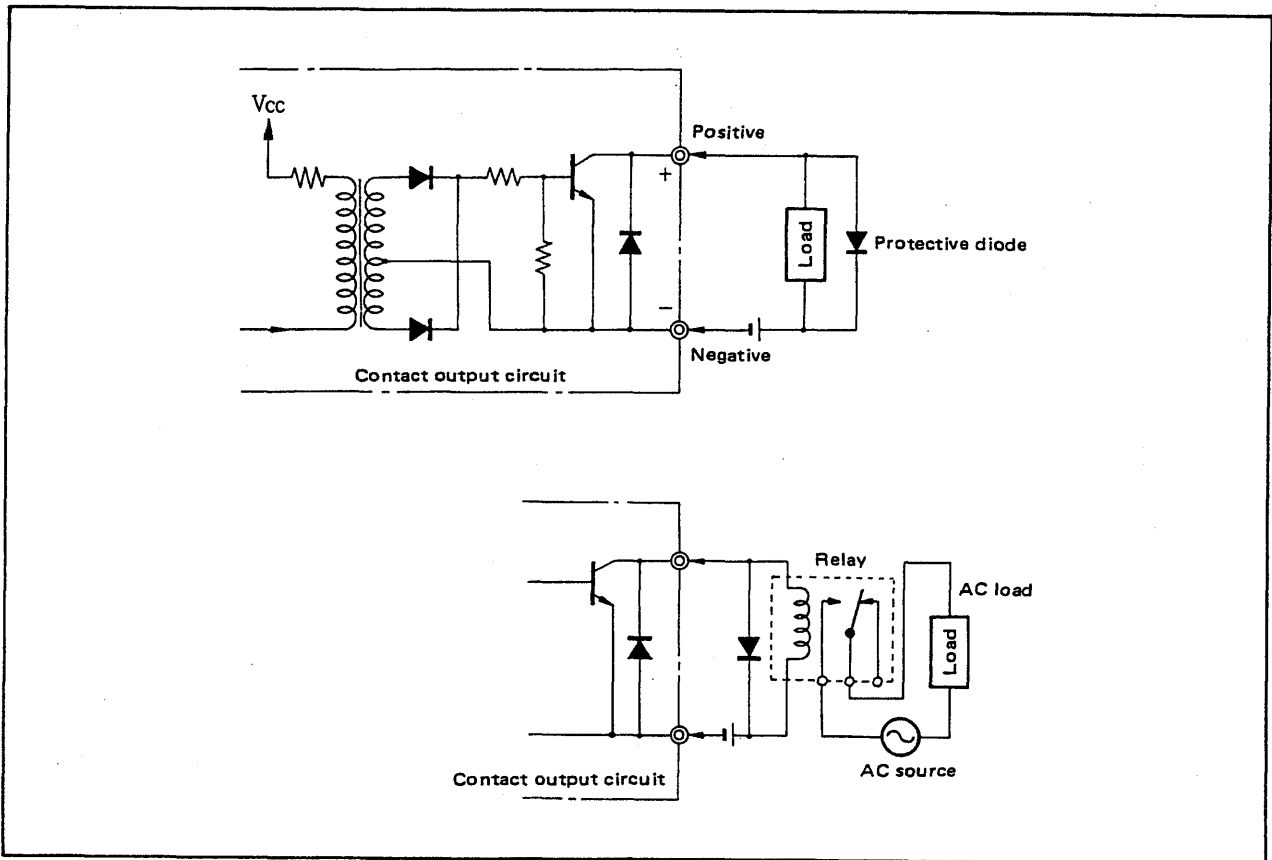 Vcc
Positive
+
Load
Protective diode
−
Negative
Contact output circuit
Relay
AC load
Load
AC source
Contact output circuit